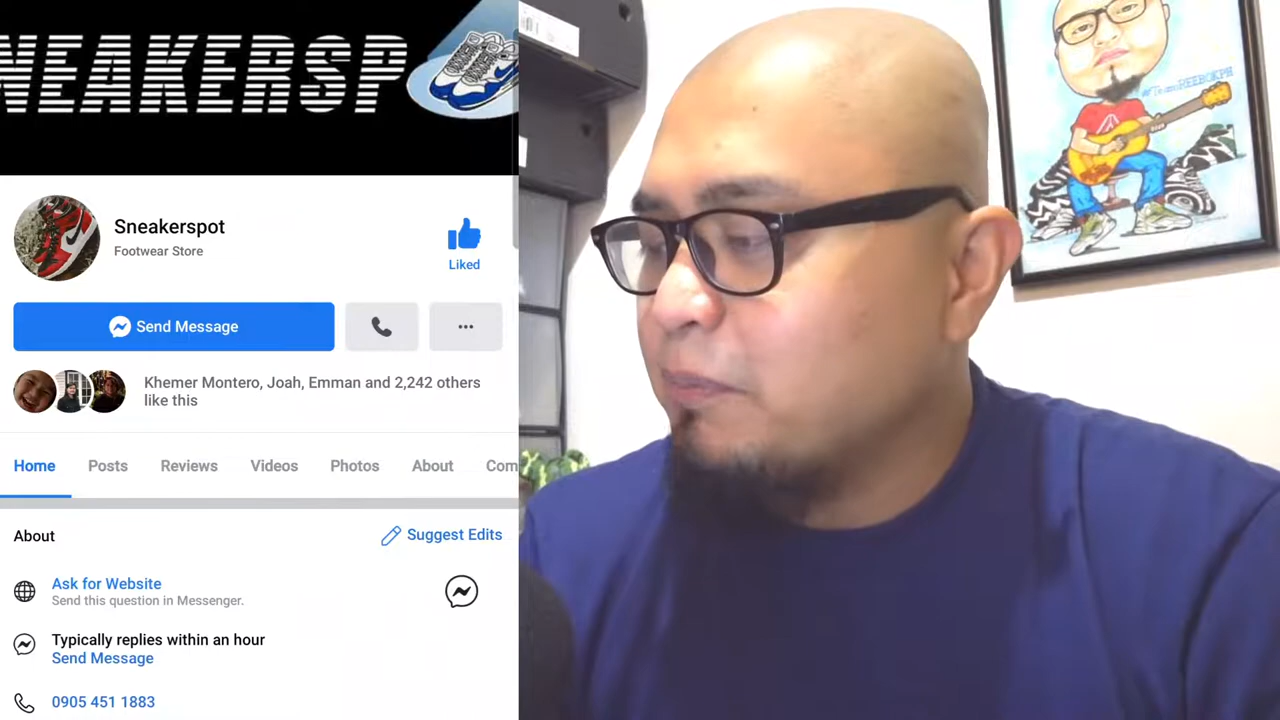 NEAKERSP
Sneakerspot
Footwear Store
Liked
Send Message
Khemer Montero, Joah, Emman and 2,242 others
like this
Home Posts Reviews Videos Photos About Com
About
Suggest Edits
Ask for Website
Send this question in Messenger.
Typically replies within an hour
Send Message
0905 451 1883
#TeamREEBOKPH